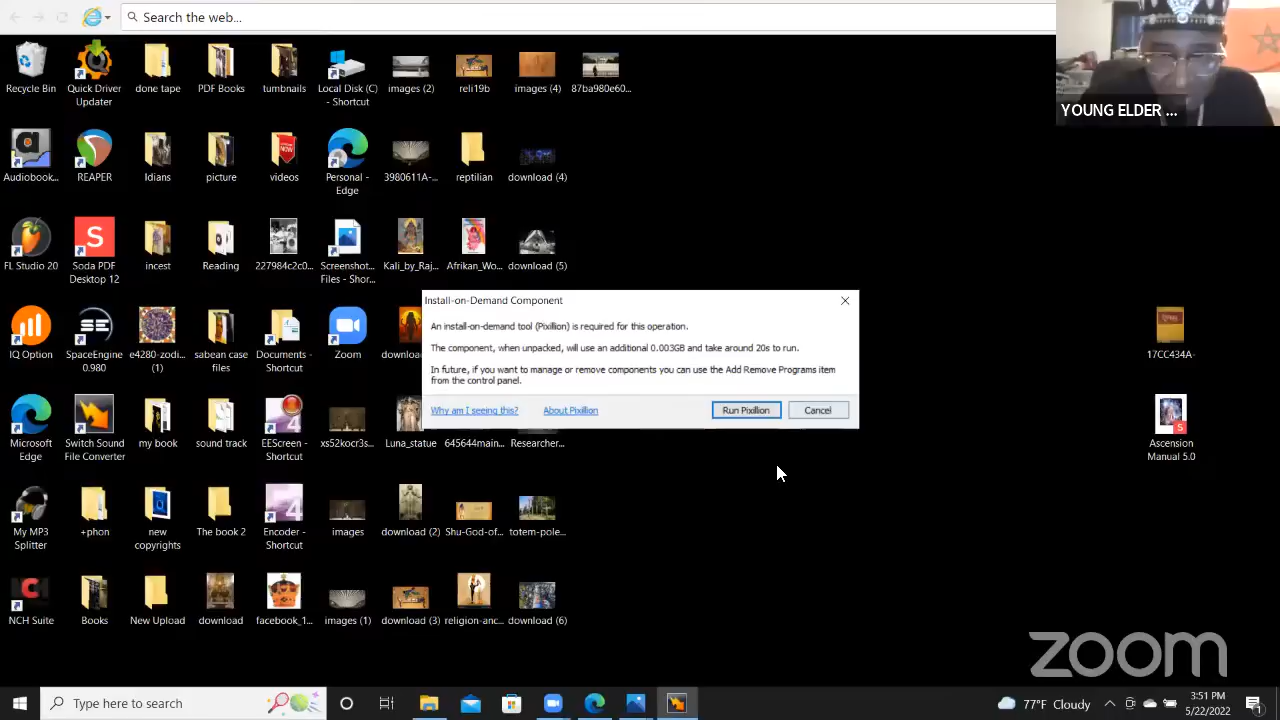 Search the web...
YOUNG ELDER ...
Recycle Bin
Quick Driver
Updater
done tape
PDF Books
tumbnails
Local Disk (C)
- Shortcut
images (2)
reli19b
images (4)
87ba980e60...
Audiobook...
REAPER
Idians
picture
videos
Personal -
Edge
3980611A-...
reptilian
download (4)
FL Studio 20
Soda PDF
Desktop 12
incest
Reading
227984c2c0...
Screenshot...
Files - Shor...
Kali_by_Raj...
Afrikan_Wo...
download (5)
Install-on-Demand Component
An install-on-demand tool (Pixillion) is required for this operation.
The component, when unpacked, will use an additional 0.003GB and take around 20s to run.
In future, if you want to manage or remove components you can use the Add Remove Programs item
from the control panel.
Why am I seeing this?
About Pixillion
Run Pixillion
Cancel
IQ Option
SpaceEngine
0.980
e4280-zodi...
(1)
sabean case
files
Documents -
Shortcut
Zoom
17CC434A-
Microsoft
Edge
Switch Sound
File Converter
my book
sound track
EEScreen -
Shortcut
xs52kocr3s...
Luna_statue
645644main...
Researcher...
Ascension
Manual 5.0
My MP3
Splitter
+phon
new
copyrights
The book 2
Encoder -
Shortcut
images
download (2)
Shu-God-of...
totem-pole...
NCH Suite
Books
New Upload
download
facebook_1...
images (1)
download (3)
religion-anc...
download (6)
zoom
Type here to search
77°F Cloudy
3:51 PM
5/22/2022